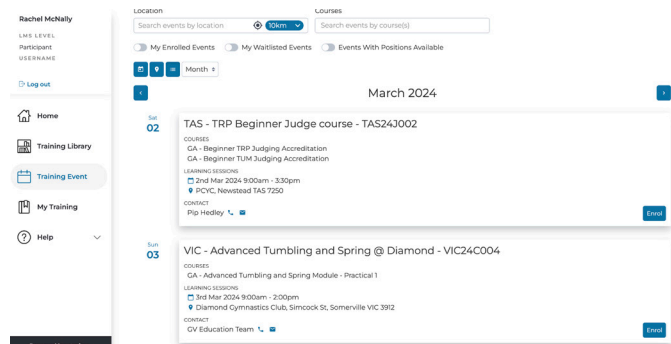 Rachel McNally
LMS LEVEL
Participant
USERNAME
Log out
Home
Training Library
Training Event
My Training
Help
Location
Courses
Search events by location
10km
Search events by course(s)
My Enrolled Events
My Waitlisted Events
Events With Positions Available
Month
March 2024
Sat
02
TAS - TRP Beginner Judge course - TAS24J002
COURSES
GA - Beginner TRP Judging Accreditation
GA - Beginner TUM Judging Accreditation
LEARNING SESSIONS
2nd Mar 2024 9:00am - 3:30pm
PCYC, Newstead TAS 7250
CONTACT
Pip Hedley
Enrol
Sun
03
VIC - Advanced Tumbling and Spring @ Diamond - VIC24C004
COURSES
GA - Advanced Tumbling and Spring Module - Practical 1
LEARNING SESSIONS
3rd Mar 2024 9:00am - 2:00pm
Diamond Gymnastics Club, Simcock St, Somerville VIC 3912
CONTACT
GV Education Team
Enrol